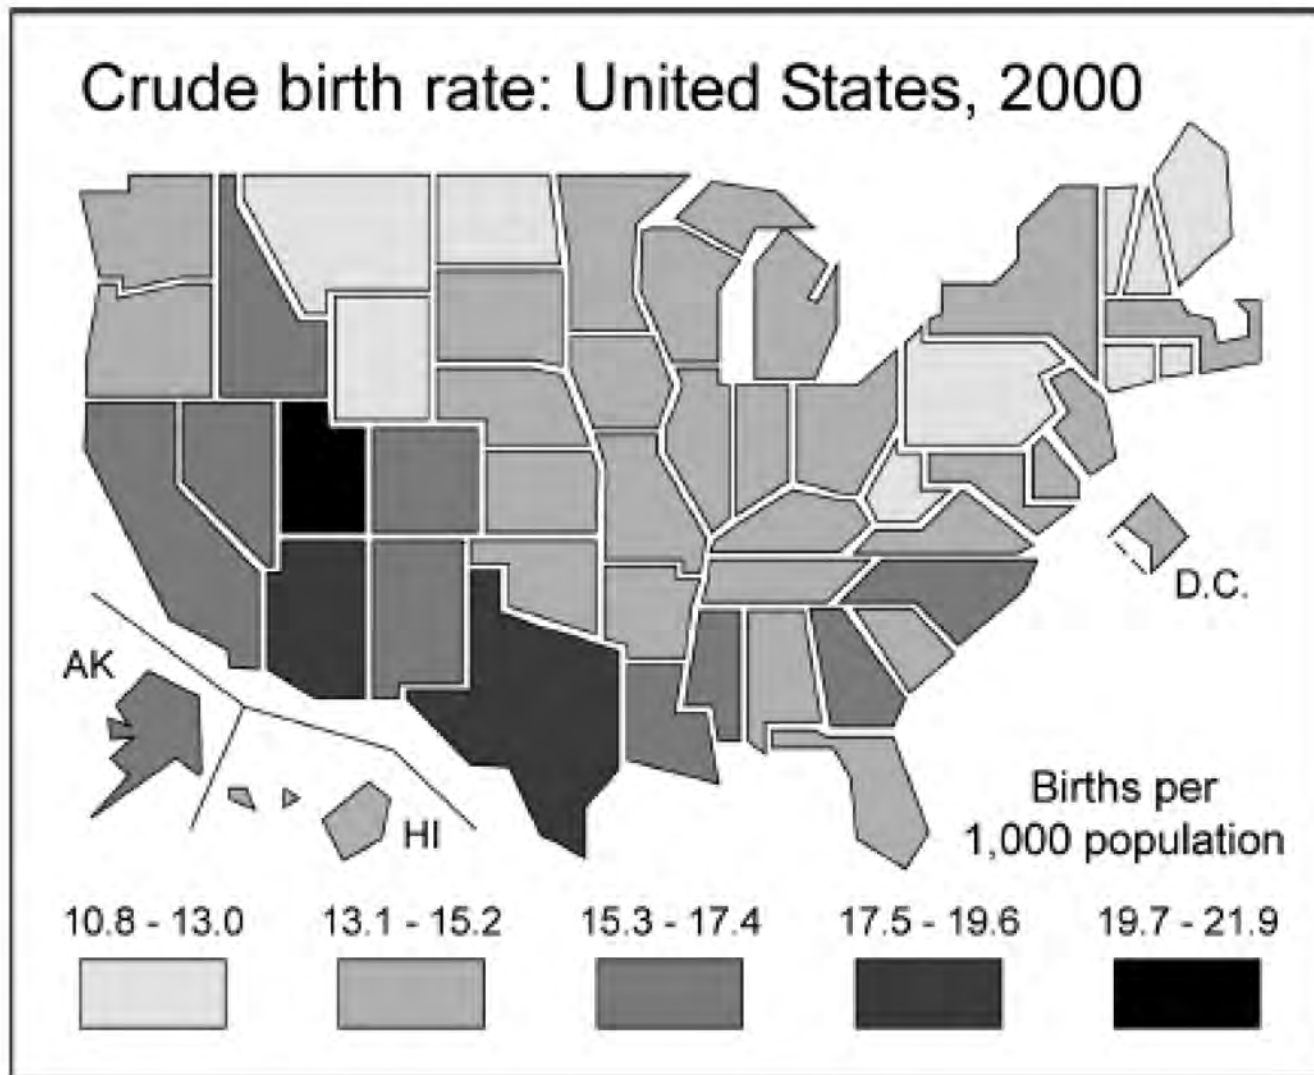 Crude birth rate: United States, 2000
D.C.
AK
HI
Births per
1,000 population
10.8 - 13.0
13.1 - 15.2
15.3 - 17.4
17.5 - 19.6
19.7 - 21.9